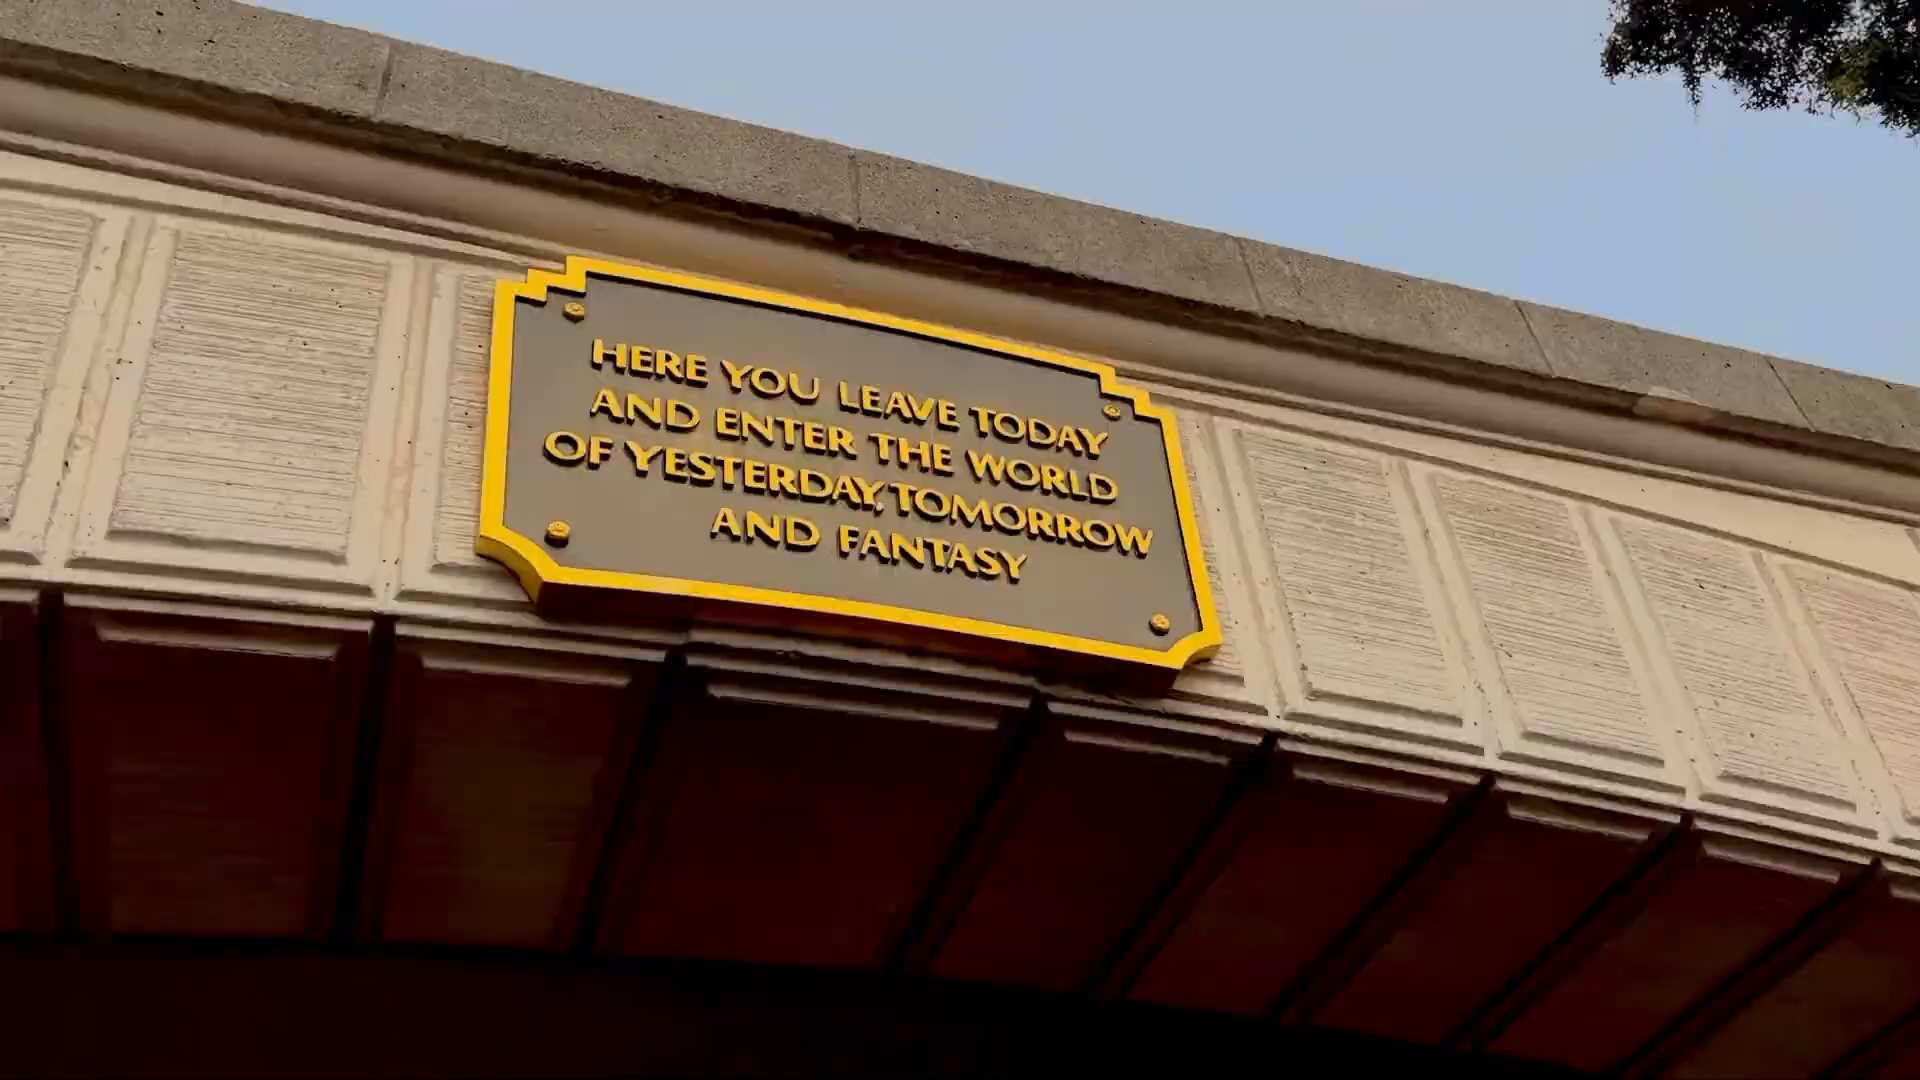 HERE YOU LEAVE TODAY
AND ENTER THE WORLD
OF YESTERDAY, TOMORROW
AND FANTASY